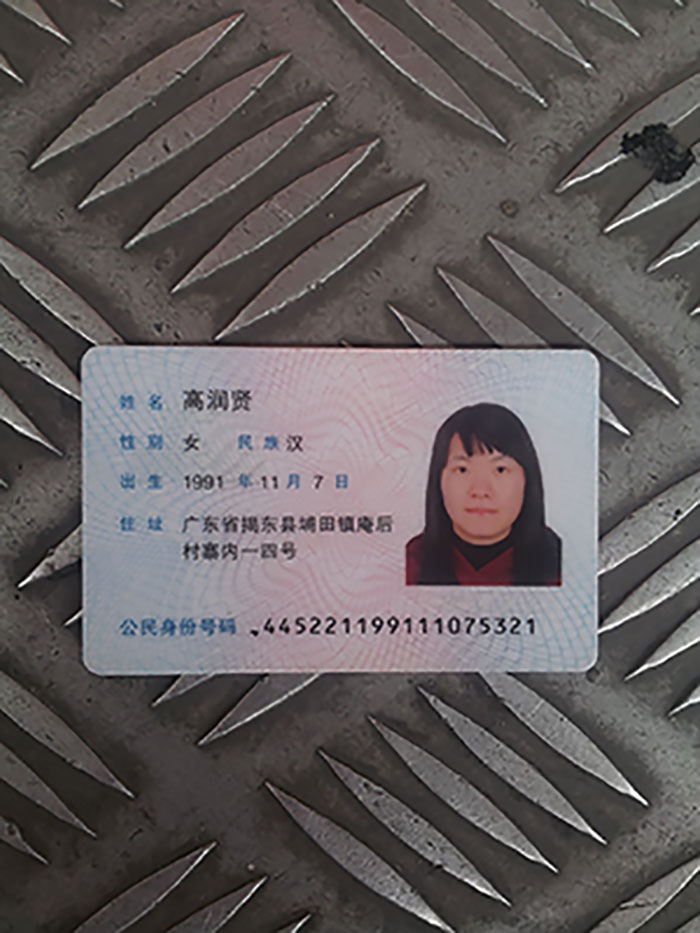 姓名 高润贤
性别 女 民族 汉
出生 1991 年 11 月 7 日
住址 广东省揭东县埔田镇庵后
村寨内一四号
公民身份号码 445221199111075321